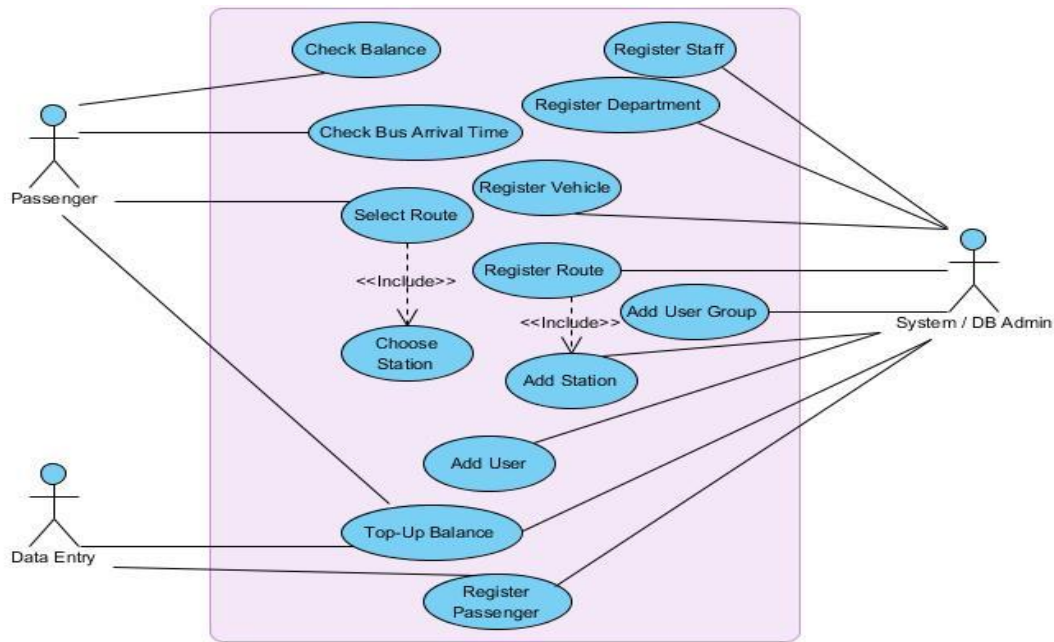 Check Balance
Register Staff
Register Department
Check Bus Arrival Time
Passenger
Register Vehicle
Select Route
Register Route
<<Include>>
Add User Group
System / DB Admin
<<Include>>
Choose
Station
Add Station
Add User
Top-Up Balance
Data Entry
Register
Passenger